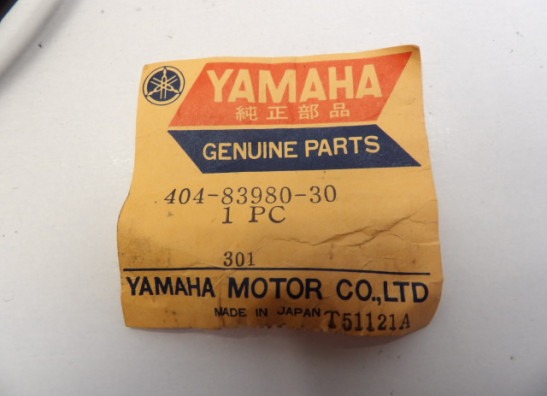 YAMAHA
純正部品
GENUINE PARTS
404-83980-30
1 PC
301
YAMAHA MOTOR CO.,LTD
MADE IN JAPAN T51121A